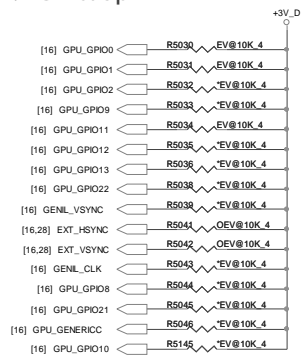 +3V_D
[16] GPU_GPIO0 R5030 EV@10K_4
[16] GPU_GPIO1 R5031 EV@10K_4
[16] GPU_GPIO2 R5032 *EV@10K_4
[16] GPU_GPIO9 R5033 *EV@10K_4
[16] GPU_GPIO11 R5034 EV@10K_4
[16] GPU_GPIO12 R5035 *EV@10K_4
[16] GPU_GPIO13 R5036 *EV@10K_4
[16] GPU_GPIO22 R5038 *EV@10K_4
[16] GENIL_VSYNC R5039 *EV@10K_4
[16,28] EXT_HSYNC R5041 OEV@10K_4
[16,28] EXT_VSYNC R5042 OEV@10K_4
[16] GENIL_CLK R5043 *EV@10K_4
[16] GPU_GPIO8 R5044 *EV@10K_4
[16] GPU_GPIO21 R5045 *EV@10K_4
[16] GPU_GENERICC R5046 *EV@10K_4
[16] GPU_GPIO10 R5145 *EV@10K_4